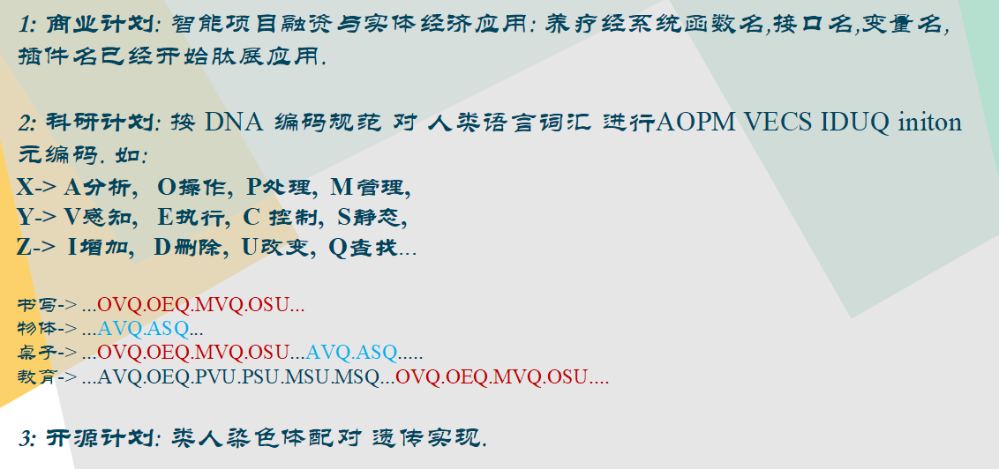 1: 商业计划: 智能项目融资与实体经济应用: 养疗经系统函数名,接口名,变量名,
插件名已经开始肽展应用.
2: 科研计划: 按 DNA 编码规范 对 人类语言词汇 进行AOPM VECS IDUQ initon
元编码. 如:
X-> A分析, O操作, P处理, M管理,
Y-> V感知, E执行, C 控制, S静态,
Z-> I增加, D删除, U改变, Q查找...
书写-> ...OVQ.OEQ.MVQ.OSU...
物体-> ...AVQ.ASQ...
桌子-> ...OVQ.OEQ.MVQ.OSU...AVQ.ASQ.....
教育-> ...AVQ.OEQ.PVU.PSU.MSU.MSQ...OVQ.OEQ.MVQ.OSU....
3: 开源计划: 类人染色体配对 遗传实现.